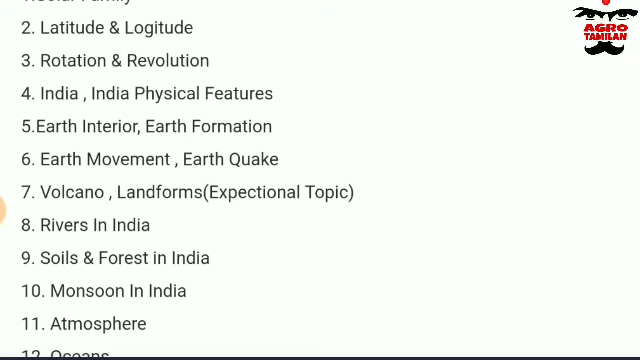 AGRO
TAMILAN
2. Latitude & Logitude
3. Rotation & Revolution
4. India , India Physical Features
5.Earth Interior, Earth Formation
6. Earth Movement , Earth Quake
7. Volcano , Landforms(Expectional Topic)
8. Rivers In India
9. Soils & Forest in India
10. Monsoon In India
11. Atmosphere
12. Oceans